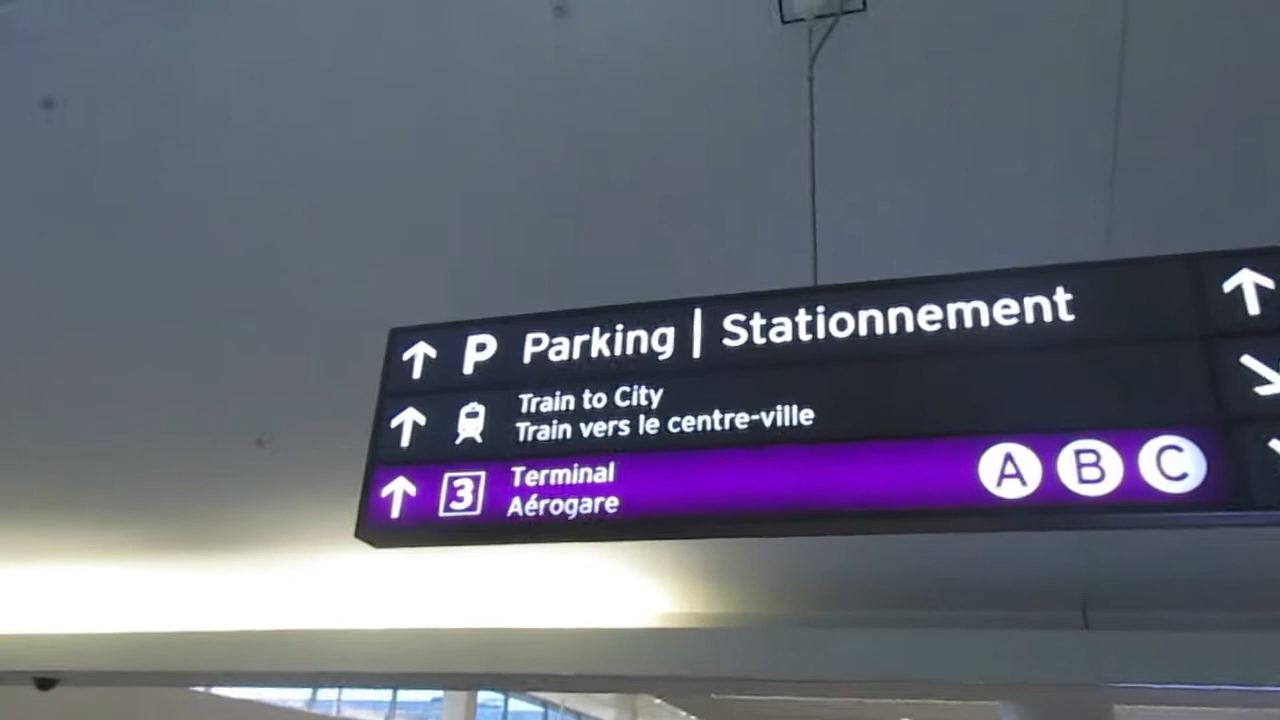 P Parking | Stationnement
Train to City
Train vers le centre-ville
3 Terminal A B C
Aérogare